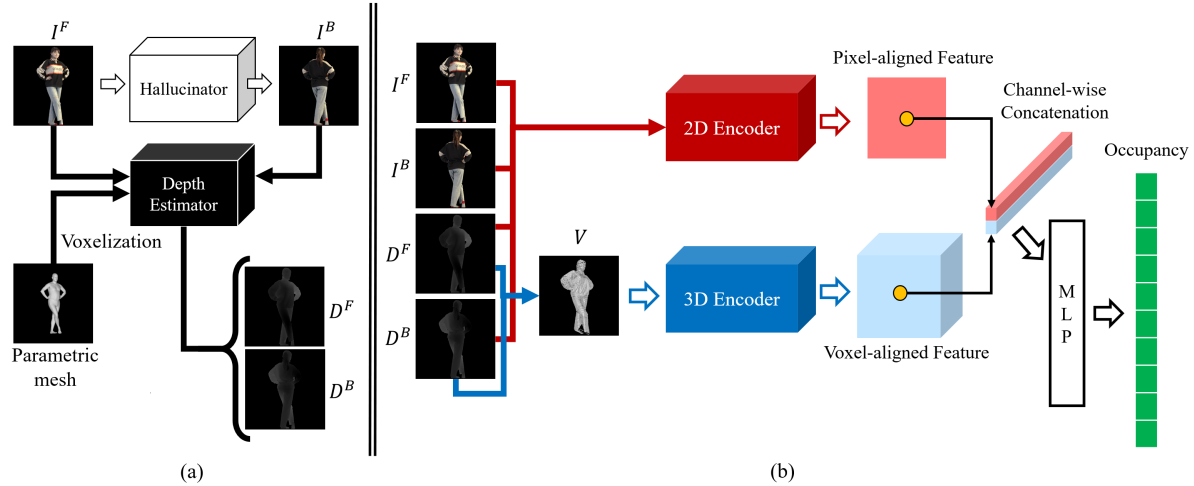 I^F
I^B
Hallucinator
Depth
Estimator
Voxelization
D^F
Parametric
mesh
D^B
(a)
I^F
I^B
D^F
D^B
V
2D Encoder
3D Encoder
Pixel-aligned Feature
Voxel-aligned Feature
Channel-wise
Concatenation
MLP
Occupancy
(b)